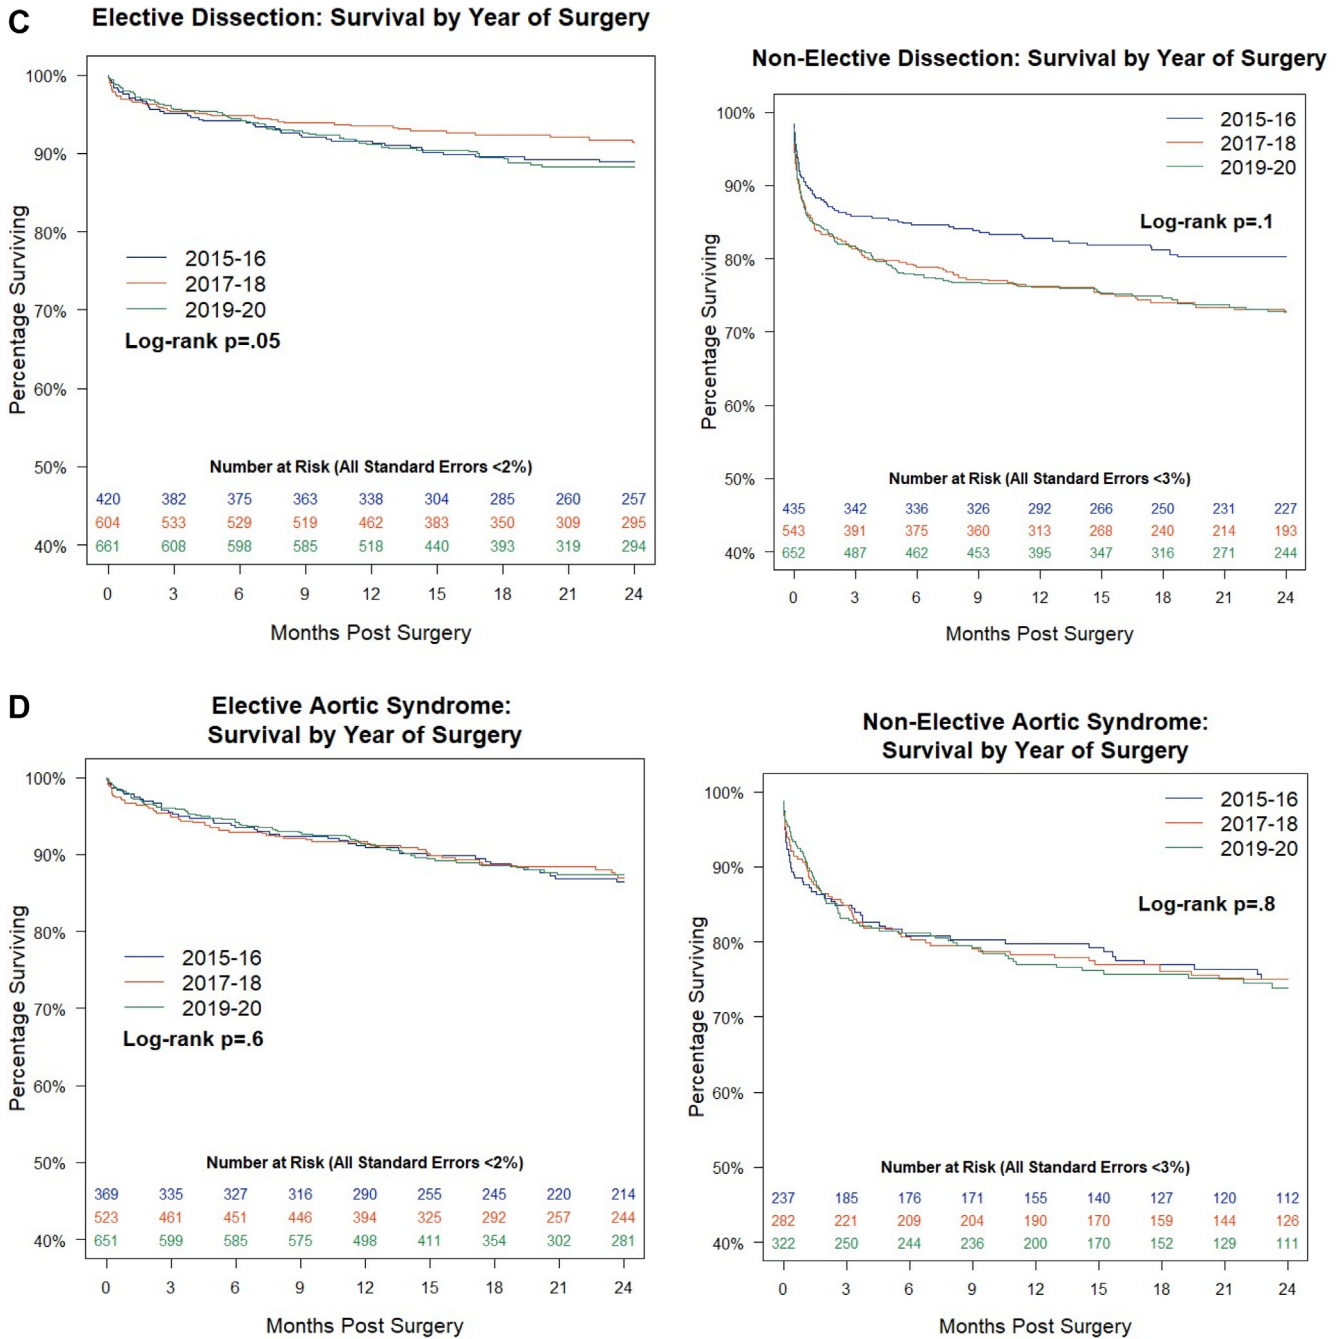 C
Elective Dissection: Survival by Year of Surgery
100%
90%
80%
70%
60%
50%
40%
Percentage Surviving
2015-16
2017-18
2019-20
Log-rank p=.05
Number at Risk (All Standard Errors <2%)
420 382 375 363 338 304 285 260 257
604 533 529 519 462 383 350 309 295
661 608 598 585 518 440 393 319 294
0 3 6 9 12 15 18 21 24
Months Post Surgery
Non-Elective Dissection: Survival by Year of Surgery
100%
90%
80%
70%
60%
50%
40%
Percentage Surviving
2015-16
2017-18
2019-20
Log-rank p=.1
Number at Risk (All Standard Errors <3%)
435 342 336 326 292 266 250 231 227
543 391 375 360 313 268 240 214 193
652 487 462 453 395 347 316 271 244
0 3 6 9 12 15 18 21 24
Months Post Surgery
D
Elective Aortic Syndrome:
Survival by Year of Surgery
100%
90%
80%
70%
60%
50%
40%
Percentage Surviving
2015-16
2017-18
2019-20
Log-rank p=.6
Number at Risk (All Standard Errors <2%)
369 335 327 316 290 255 245 220 214
523 461 451 446 394 325 292 257 244
651 599 585 575 498 411 354 302 281
0 3 6 9 12 15 18 21 24
Months Post Surgery
Non-Elective Aortic Syndrome:
Survival by Year of Surgery
100%
90%
80%
70%
60%
50%
40%
Percentage Surviving
2015-16
2017-18
2019-20
Log-rank p=.8
Number at Risk (All Standard Errors <3%)
237 185 176 171 155 140 127 120 112
282 221 209 204 190 170 159 144 126
322 250 244 236 200 170 152 129 111
0 3 6 9 12 15 18 21 24
Months Post Surgery